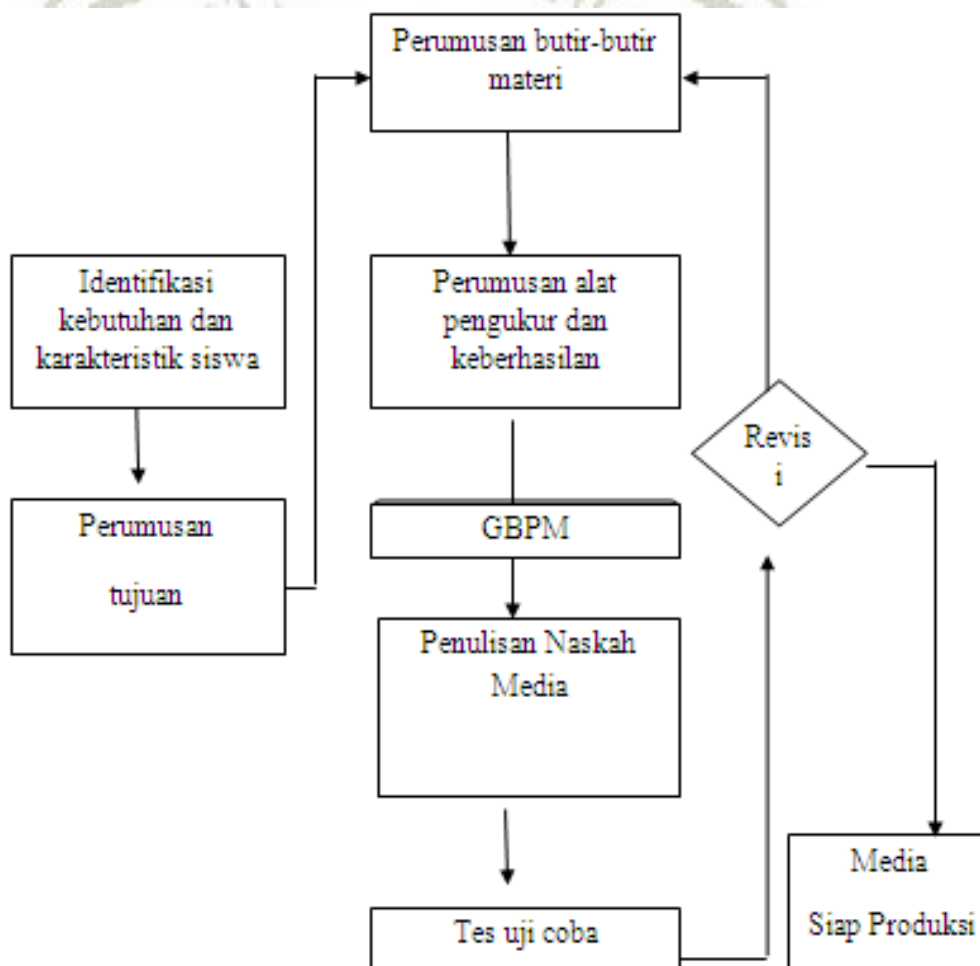 Perumusan butir-butir
materi
Identifikasi
kebutuhan dan
karakteristik siswa
Perumusan alat
pengukur dan
keberhasilan
Revis
i
Perumusan
tujuan
GBPM
Penulisan Naskah
Media
Media
Siap Produksi
Tes uji coba